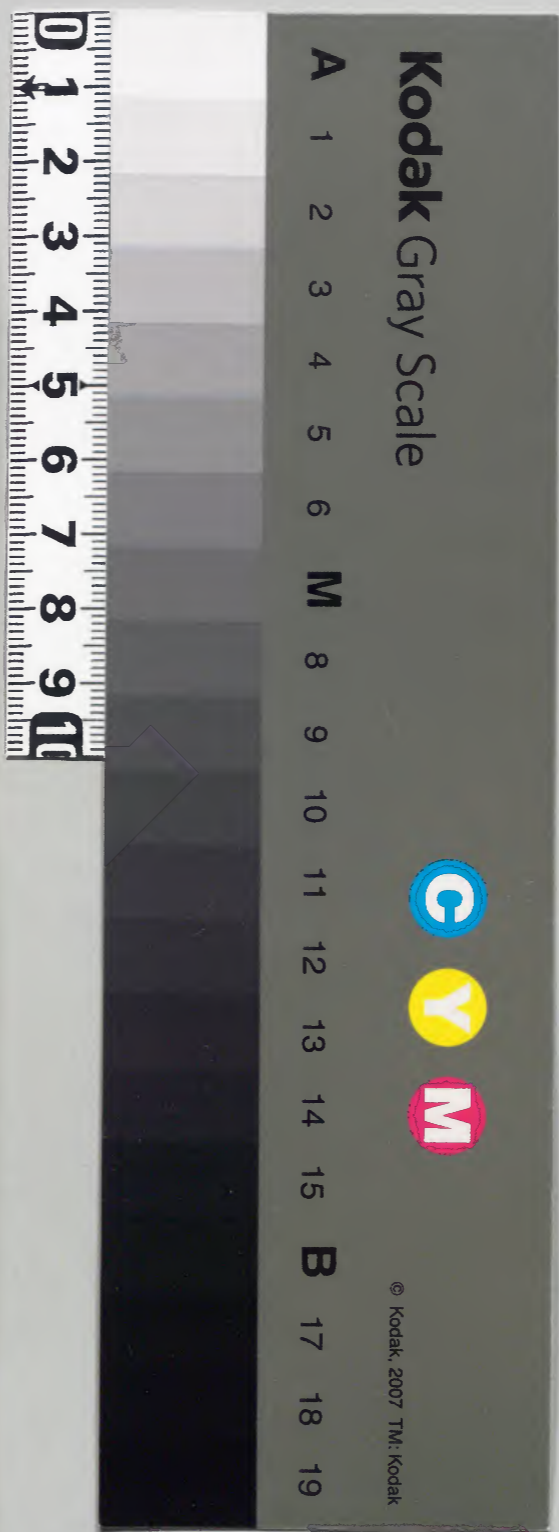 Kodak Gray Scale
C Y M
© Kodak, 2007 TM: Kodak
A 1 2 3 4 5 6 M 8 9 10 11 12 13 14 15 B 17 18 19
0 1 2 3 4 5 6 7 8 9 10